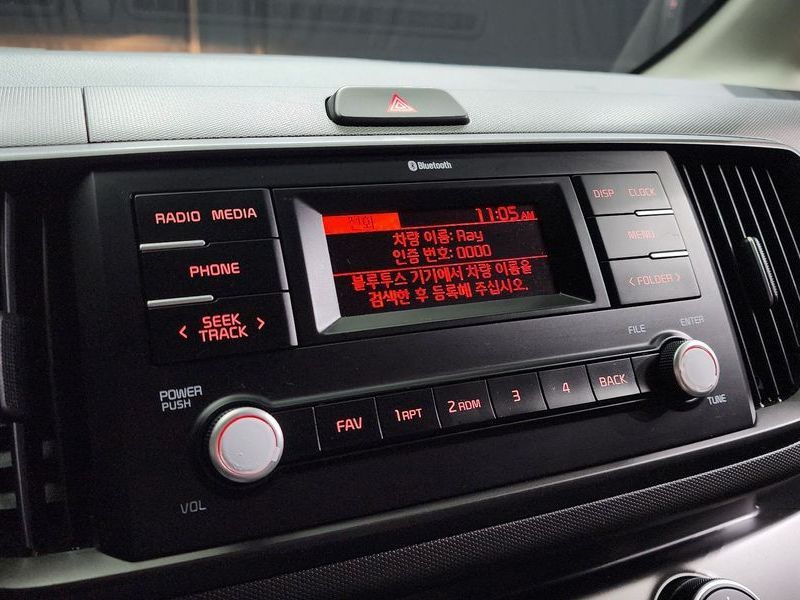 Bluetooth
RADIO MEDIA
PHONE
< SEEK TRACK >
전화 11:05 AM
차량 이름: Ray
인증 번호: 0000
블루투스 기기에서 차량 이름을
검색한 후 등록해 주십시오.
DISP CLOCK
MENU
< FOLDER >
POWER
PUSH
VOL
FAV 1 RPT 2 RDM 3 4 BACK
FILE ENTER
TUNE